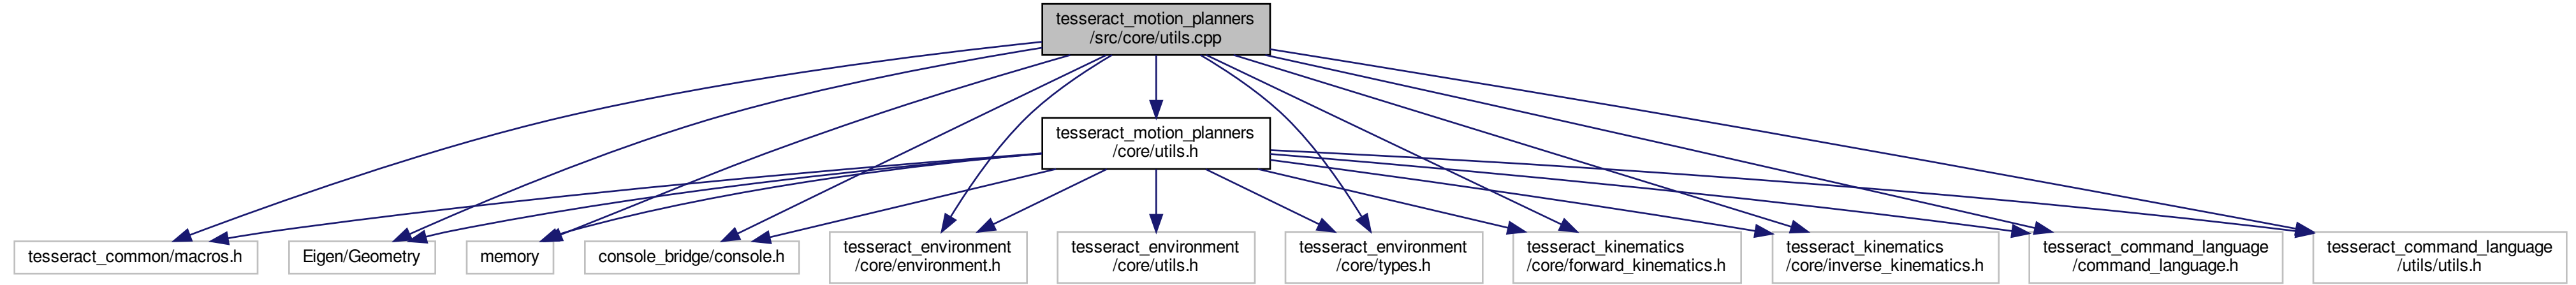 tesseract_motion_planners
/src/core/utils.cpp
tesseract_motion_planners
/core/utils.h
tesseract_common/macros.h
Eigen/Geometry
memory
console_bridge/console.h
tesseract_environment
/core/environment.h
tesseract_environment
/core/utils.h
tesseract_environment
/core/types.h
tesseract_kinematics
/core/forward_kinematics.h
tesseract_kinematics
/core/inverse_kinematics.h
tesseract_command_language
/command_language.h
tesseract_command_language
/utils/utils.h